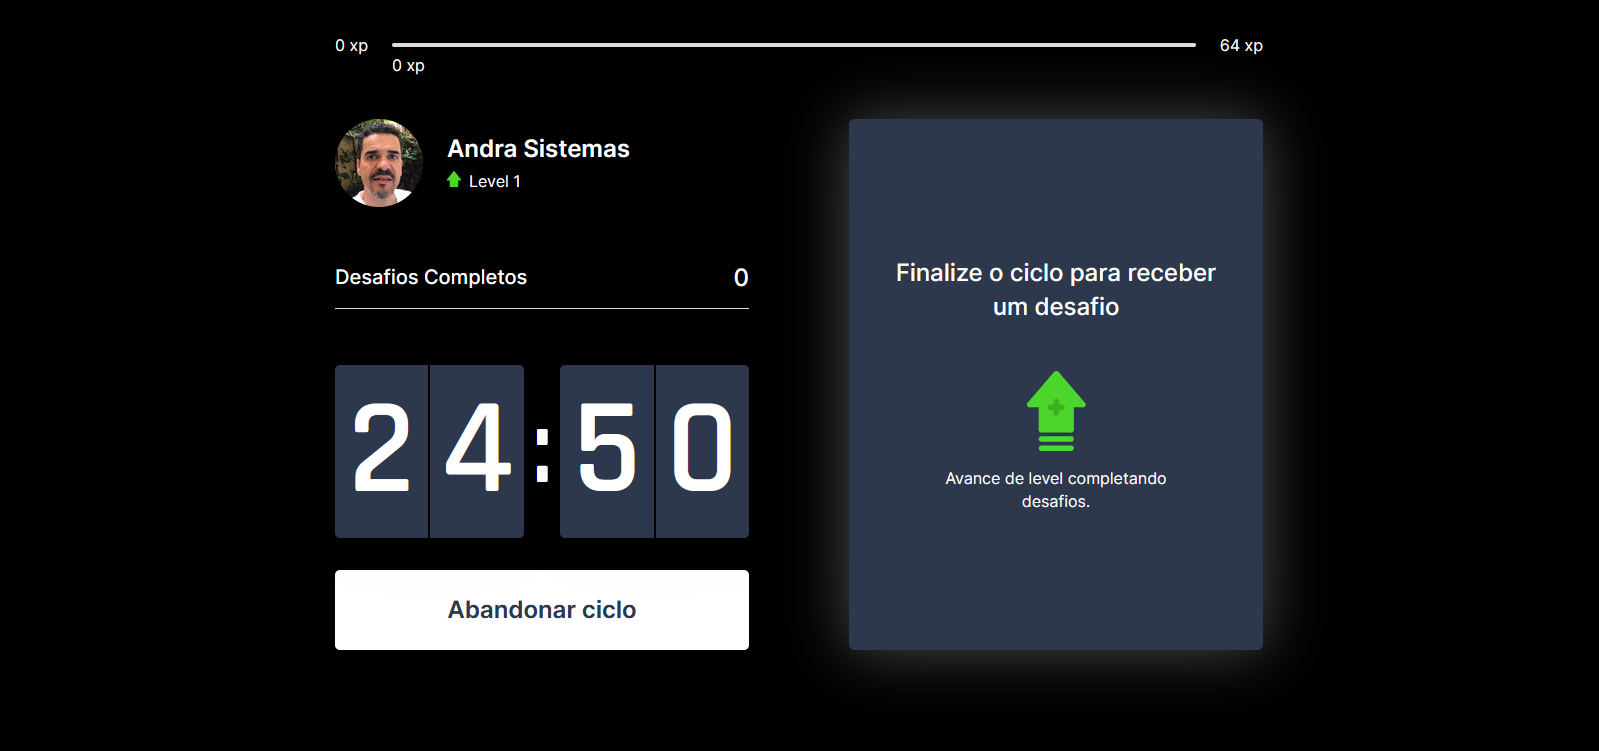 0 xp
64 xp
0 xp
Andra Sistemas
Level 1
Desafios Completos
0
24:50
Abandonar ciclo
Finalize o ciclo para receber
um desafio
Avance de level completando
desafios.